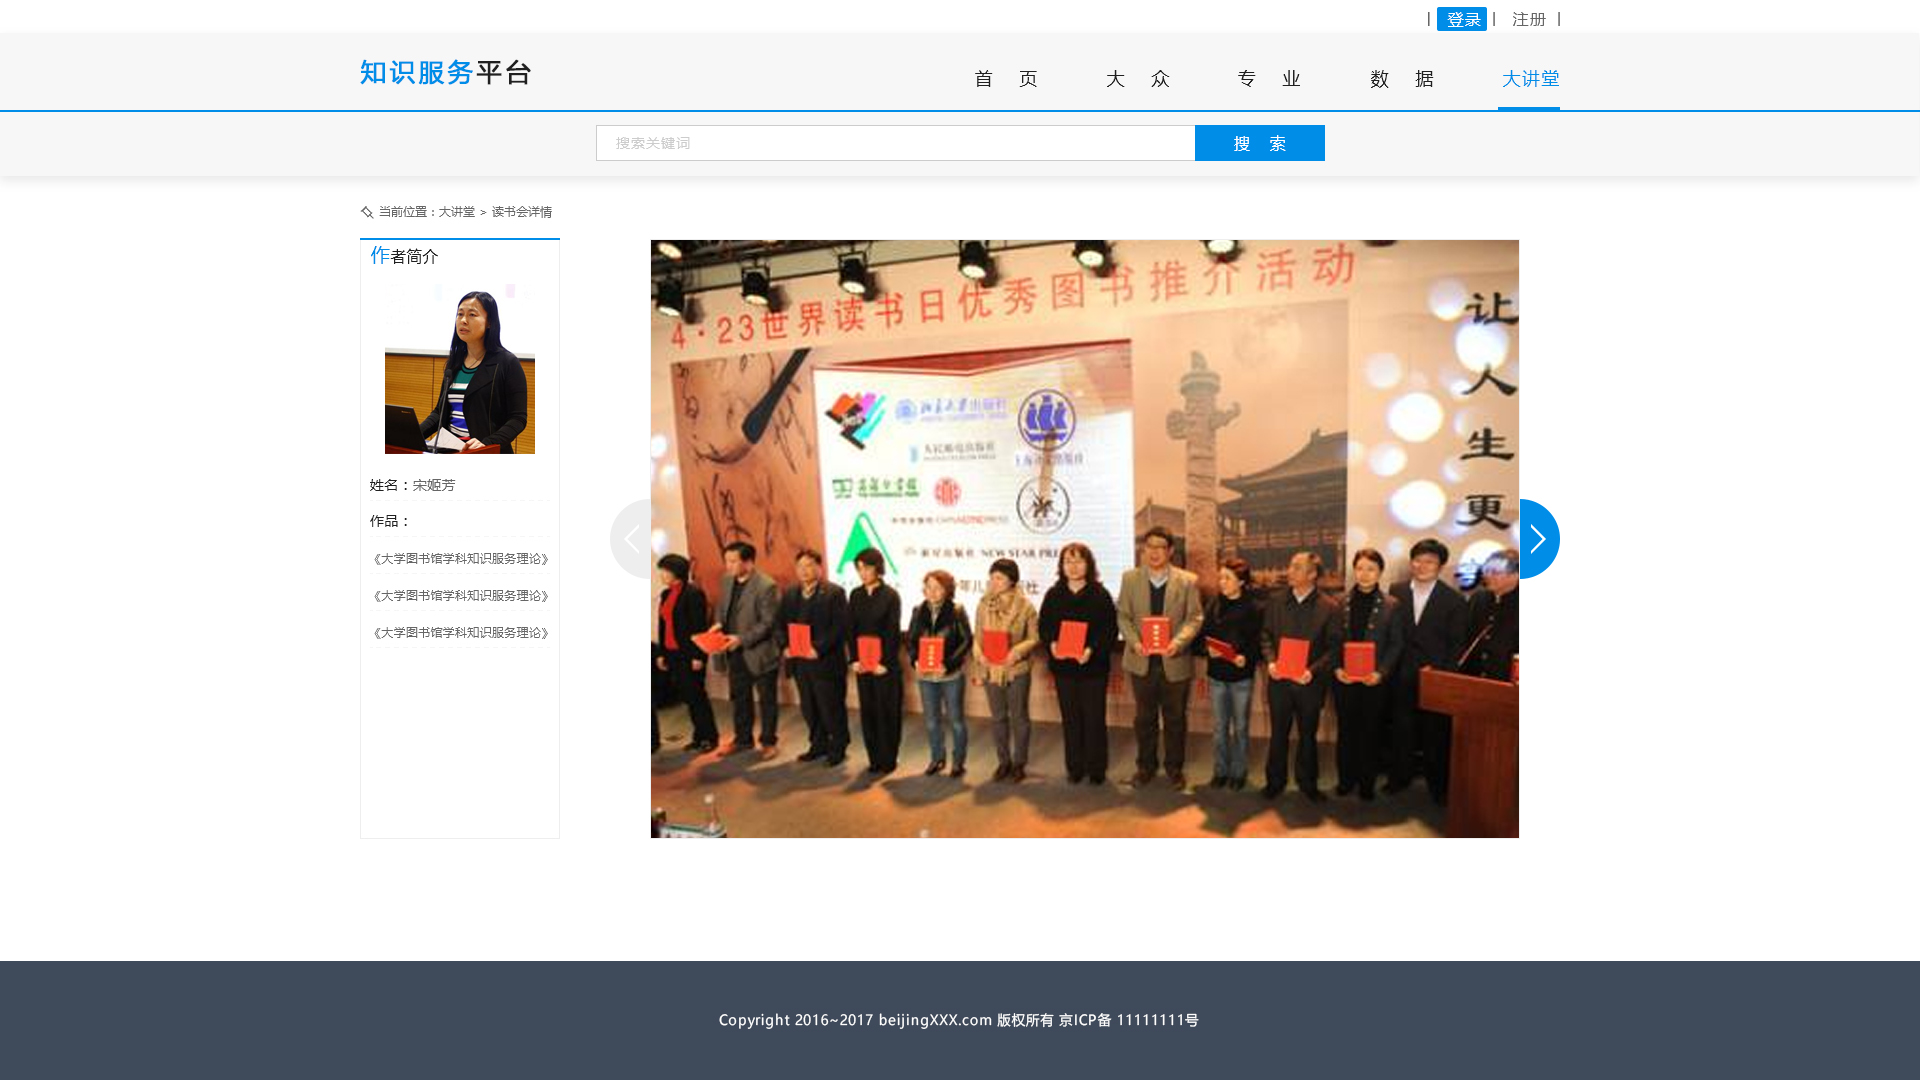 | 登录 | 注册 |
知识服务平台
首 页 大 众 专 业 数 据 大讲堂
搜索关键词 搜 索
当前位置：大讲堂 > 读书会详情
作者简介
姓名：宋姬芳
作品：
《大学图书馆学科知识服务理论》
《大学图书馆学科知识服务理论》
《大学图书馆学科知识服务理论》
4·23世界读书日优秀图书推介活动
让人生更
NEW STAR PRE
Copyright 2016~2017 beijingXXX.com 版权所有 京ICP备 11111111号